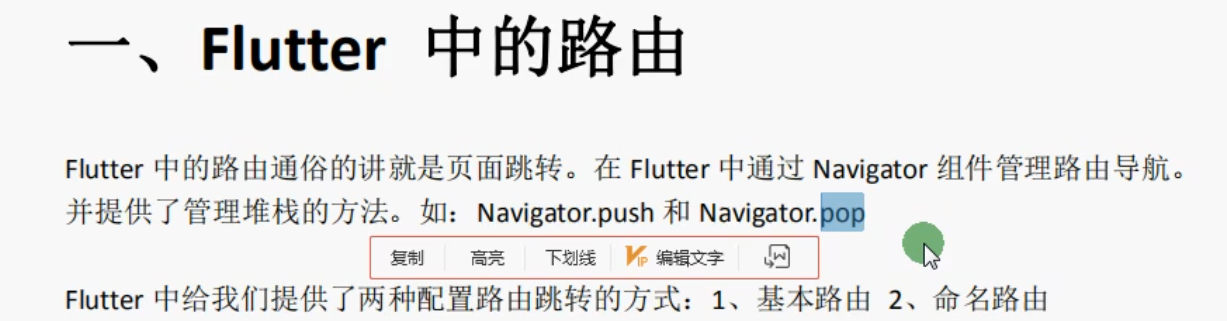 一、Flutter 中的路由
Flutter 中的路由通俗的讲就是页面跳转。在 Flutter 中通过 Navigator 组件管理路由导航。
并提供了管理堆栈的方法。如：Navigator.push 和 Navigator.pop
复制 高亮 下划线 VIP 编辑文字 W
Flutter 中给我们提供了两种配置路由跳转的方式：1、基本路由 2、命名路由